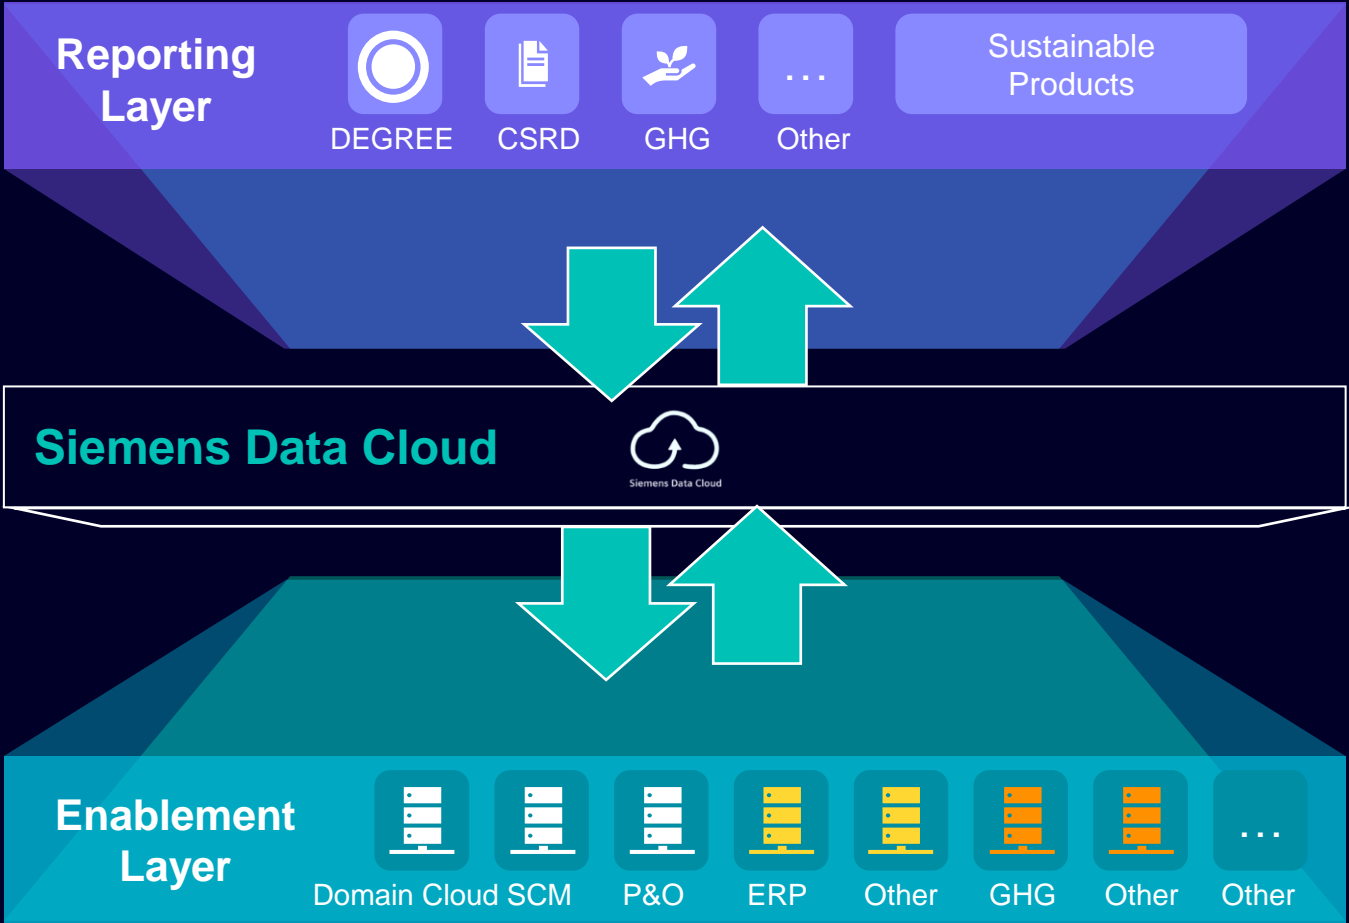 Reporting
Layer
...
Sustainable
Products
DEGREE
CSRD
GHG
Other
Siemens Data Cloud
Siemens Data Cloud
Enablement
Layer
...
Domain Cloud
SCM
P&O
ERP
Other
GHG
Other
Other